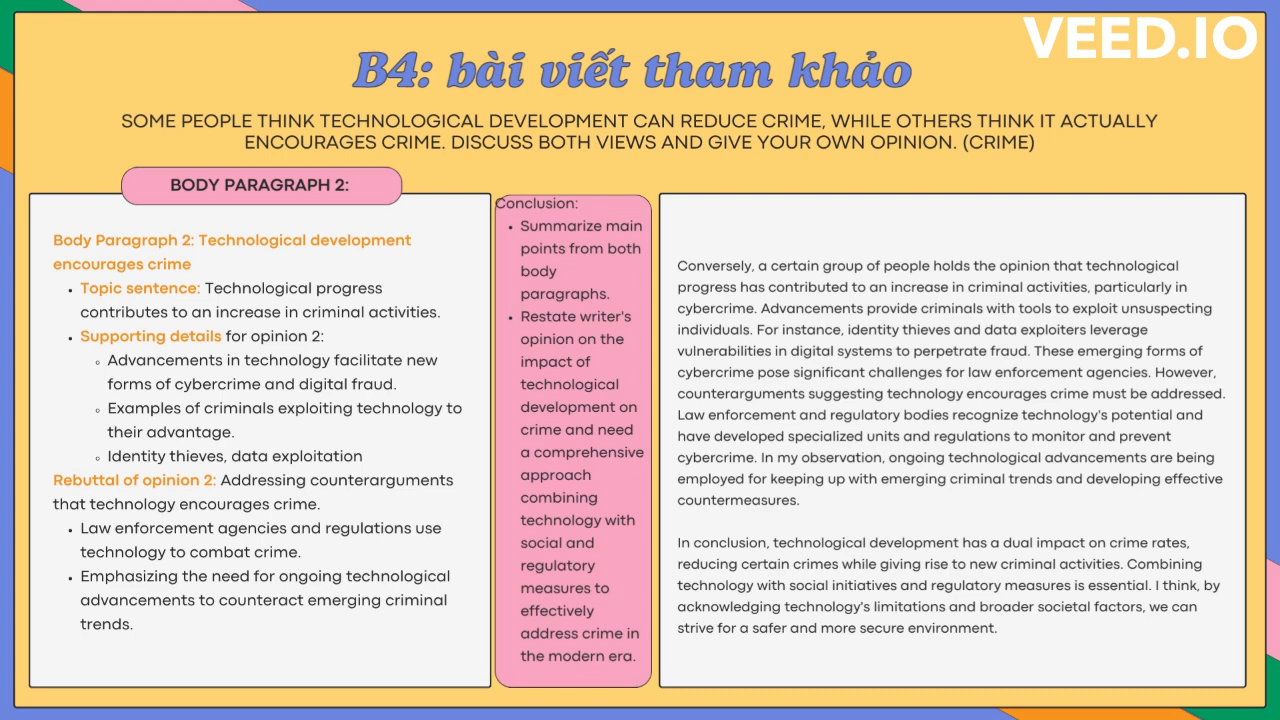 VEED.IO
B4: bài viết tham khảo
SOME PEOPLE THINK TECHNOLOGICAL DEVELOPMENT CAN REDUCE CRIME, WHILE OTHERS THINK IT ACTUALLY
ENCOURAGES CRIME. DISCUSS BOTH VIEWS AND GIVE YOUR OWN OPINION. (CRIME)
BODY PARAGRAPH 2:
Body Paragraph 2: Technological development
encourages crime
• Topic sentence: Technological progress
contributes to an increase in criminal activities.
• Supporting details for opinion 2:
◦ Advancements in technology facilitate new
forms of cybercrime and digital fraud.
◦ Examples of criminals exploiting technology to
their advantage.
◦ Identity thieves, data exploitation
Rebuttal of opinion 2: Addressing counterarguments
that technology encourages crime.
• Law enforcement agencies and regulations use
technology to combat crime.
• Emphasizing the need for ongoing technological
advancements to counteract emerging criminal
trends.
Conclusion:
• Summarize main
points from both
body
paragraphs.
• Restate writer's
opinion on the
impact of
technological
development on
crime and need
a comprehensive
approach
combining
technology with
social and
regulatory
measures to
effectively
address crime in
the modern era.
Conversely, a certain group of people holds the opinion that technological
progress has contributed to an increase in criminal activities, particularly in
cybercrime. Advancements provide criminals with tools to exploit unsuspecting
individuals. For instance, identity thieves and data exploiters leverage
vulnerabilities in digital systems to perpetrate fraud. These emerging forms of
cybercrime pose significant challenges for law enforcement agencies. However,
counterarguments suggesting technology encourages crime must be addressed.
Law enforcement and regulatory bodies recognize technology's potential and
have developed specialized units and regulations to monitor and prevent
cybercrime. In my observation, ongoing technological advancements are being
employed for keeping up with emerging criminal trends and developing effective
countermeasures.
In conclusion, technological development has a dual impact on crime rates,
reducing certain crimes while giving rise to new criminal activities. Combining
technology with social initiatives and regulatory measures is essential. I think, by
acknowledging technology's limitations and broader societal factors, we can
strive for a safer and more secure environment.